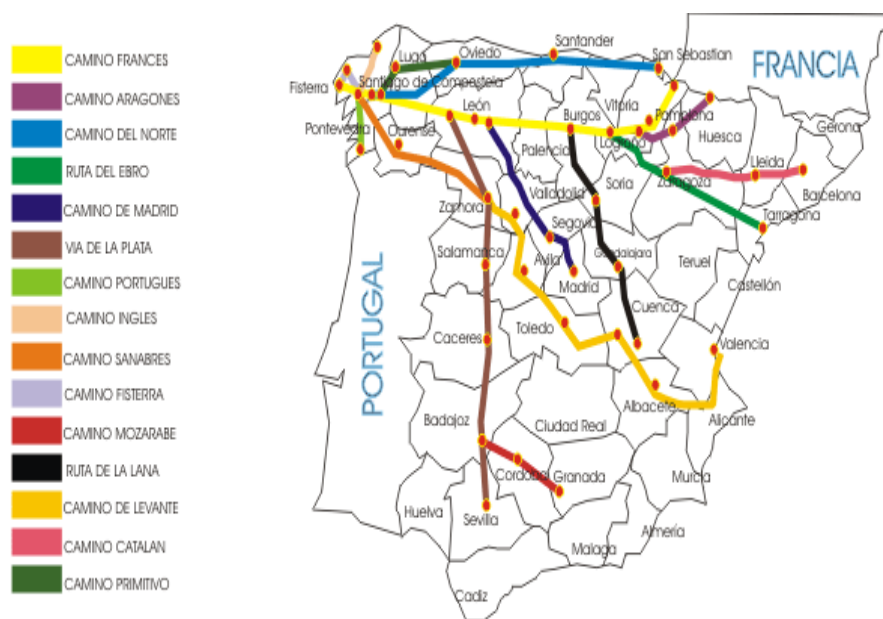 CAMINO FRANCES
CAMINO ARAGONES
CAMINO DEL NORTE
RUTA DEL EBRO
CAMINO DE MADRID
VIA DE LA PLATA
CAMINO PORTUGUES
CAMINO INGLES
CAMINO SANABRES
CAMINO FISTERRA
CAMINO MOZARABE
RUTA DE LA LANA
CAMINO DE LEVANTE
CAMINO CATALAN
CAMINO PRIMITIVO
FRANCIA
PORTUGAL
Santander
Lugo
Oviedo
San Sebastian
Fisterra
Santiago de Compostela
León
Burgos
Vitoria
Pamplona
Pontevedra
Ourense
Palencia
Logroño
Huesca
Gerona
Lleida
Zaragoza
Soria
Barcelona
Valladolid
Zamora
Tarragona
Segovia
Salamanca
Avila
Guadalajara
Teruel
Madrid
Castellón
Cuenca
Toledo
Caceres
Valencia
Albacete
Badajoz
Ciudad Real
Alicante
Cordoba
Granada
Murcia
Huelva
Sevilla
Almería
Malaga
Cadiz